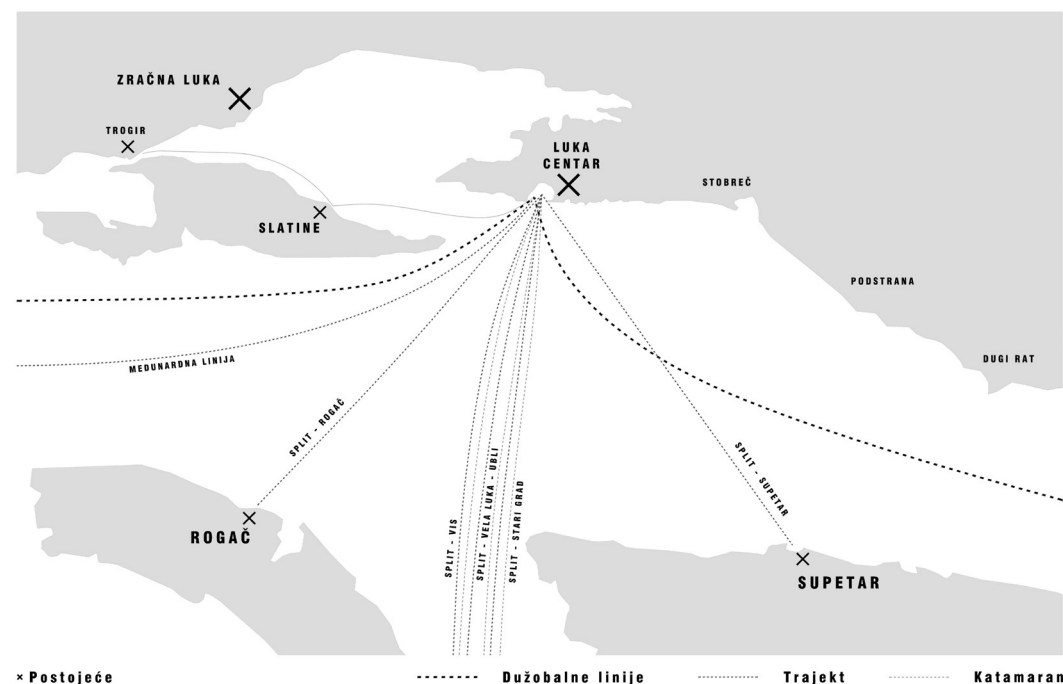 ZRAČNA LUKA
TROGIR
LUKA
CENTAR
STOBREČ
SLATINE
PODSTRANA
MEĐUNARDNA LINIJA
DUGI RAT
SPLIT - ROGAČ
SPLIT - VIS
SPLIT - VELA LUKA - UBLI
SPLIT - STARI GRAD
SPLIT - SUPETAR
ROGAČ
SUPETAR
× Postojeće
Dužobalne linije
Trajekt
Katamaran